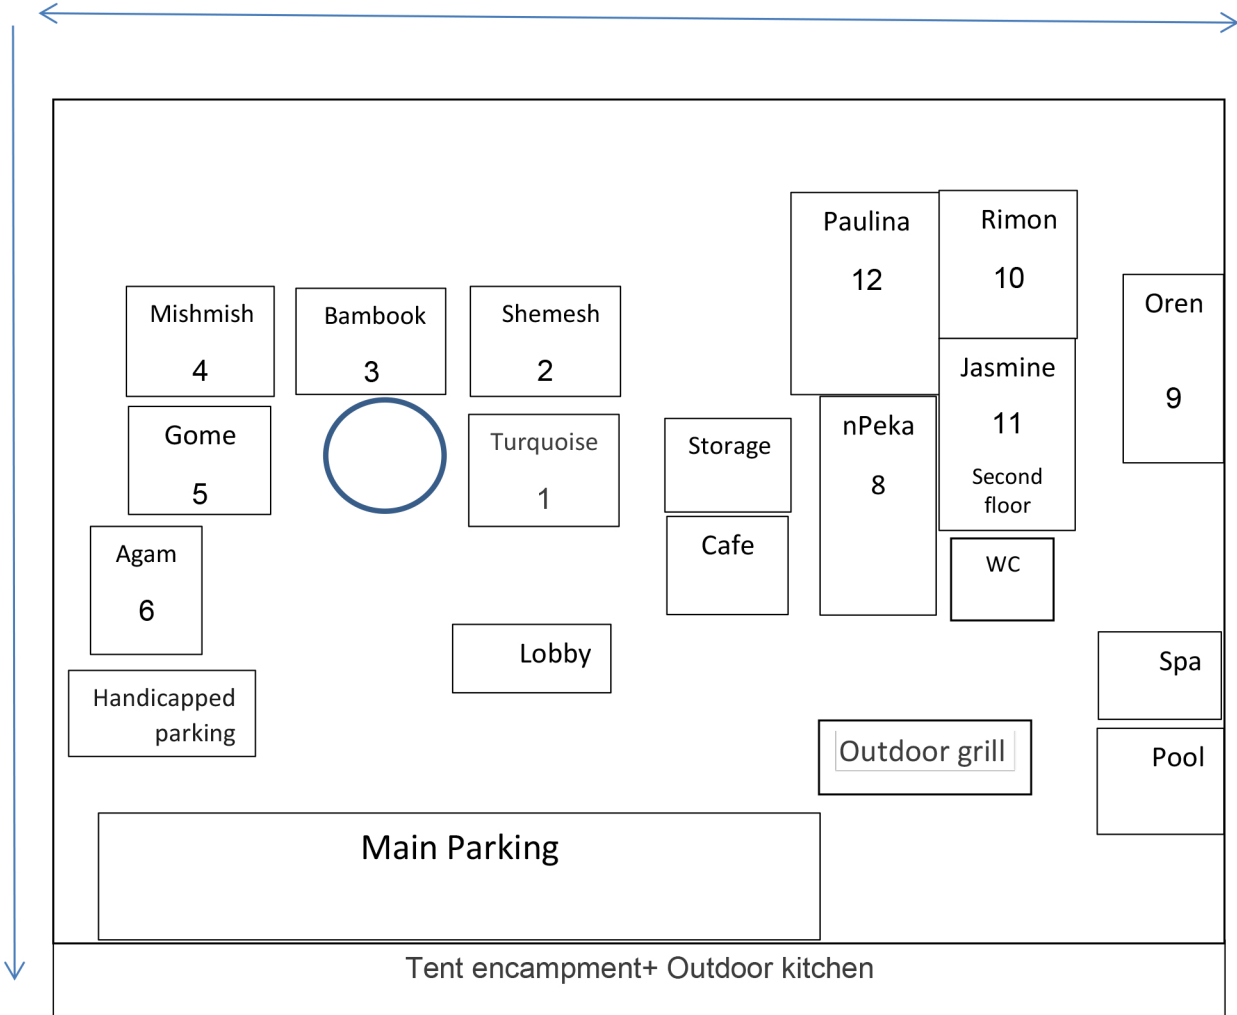 Paulina
12
Rimon
10
Mishmish
4
Bambook
3
Shemesh
2
Oren
9
Jasmine
11
Second
floor
Gome
5
Turquoise
1
Storage
nPeka
8
Cafe
Agam
6
WC
Lobby
Spa
Handicapped
parking
Outdoor grill
Pool
Main Parking
Tent encampment+ Outdoor kitchen